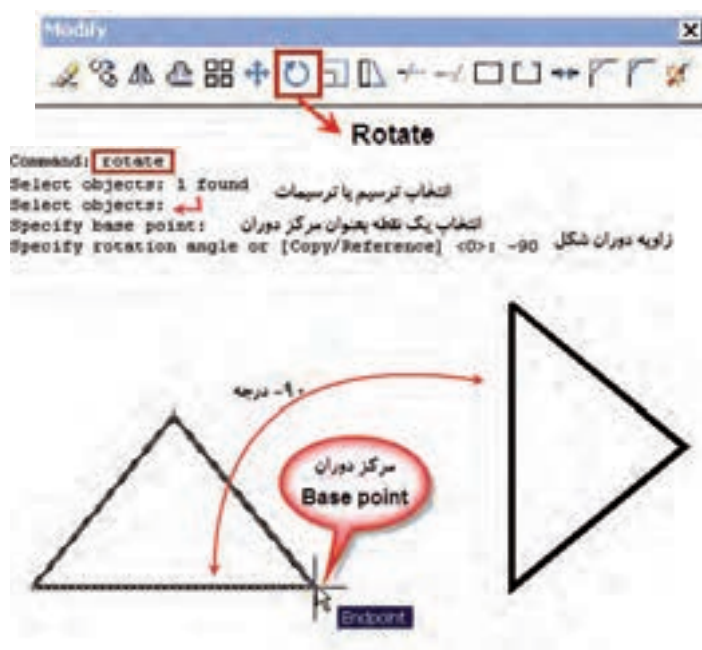 Modify
Rotate
Command: rotate
Select objects: 1 found انتخاب ترسیم یا ترسیمات
Select objects:
Specify base point: انتخاب یک نقطه بعنوان مرکز دوران
Specify rotation angle or [Copy/Reference] <0>: -90 زاویه دوران شکل
۹۰- درجه
مرکز دوران
Base point
Endpoint